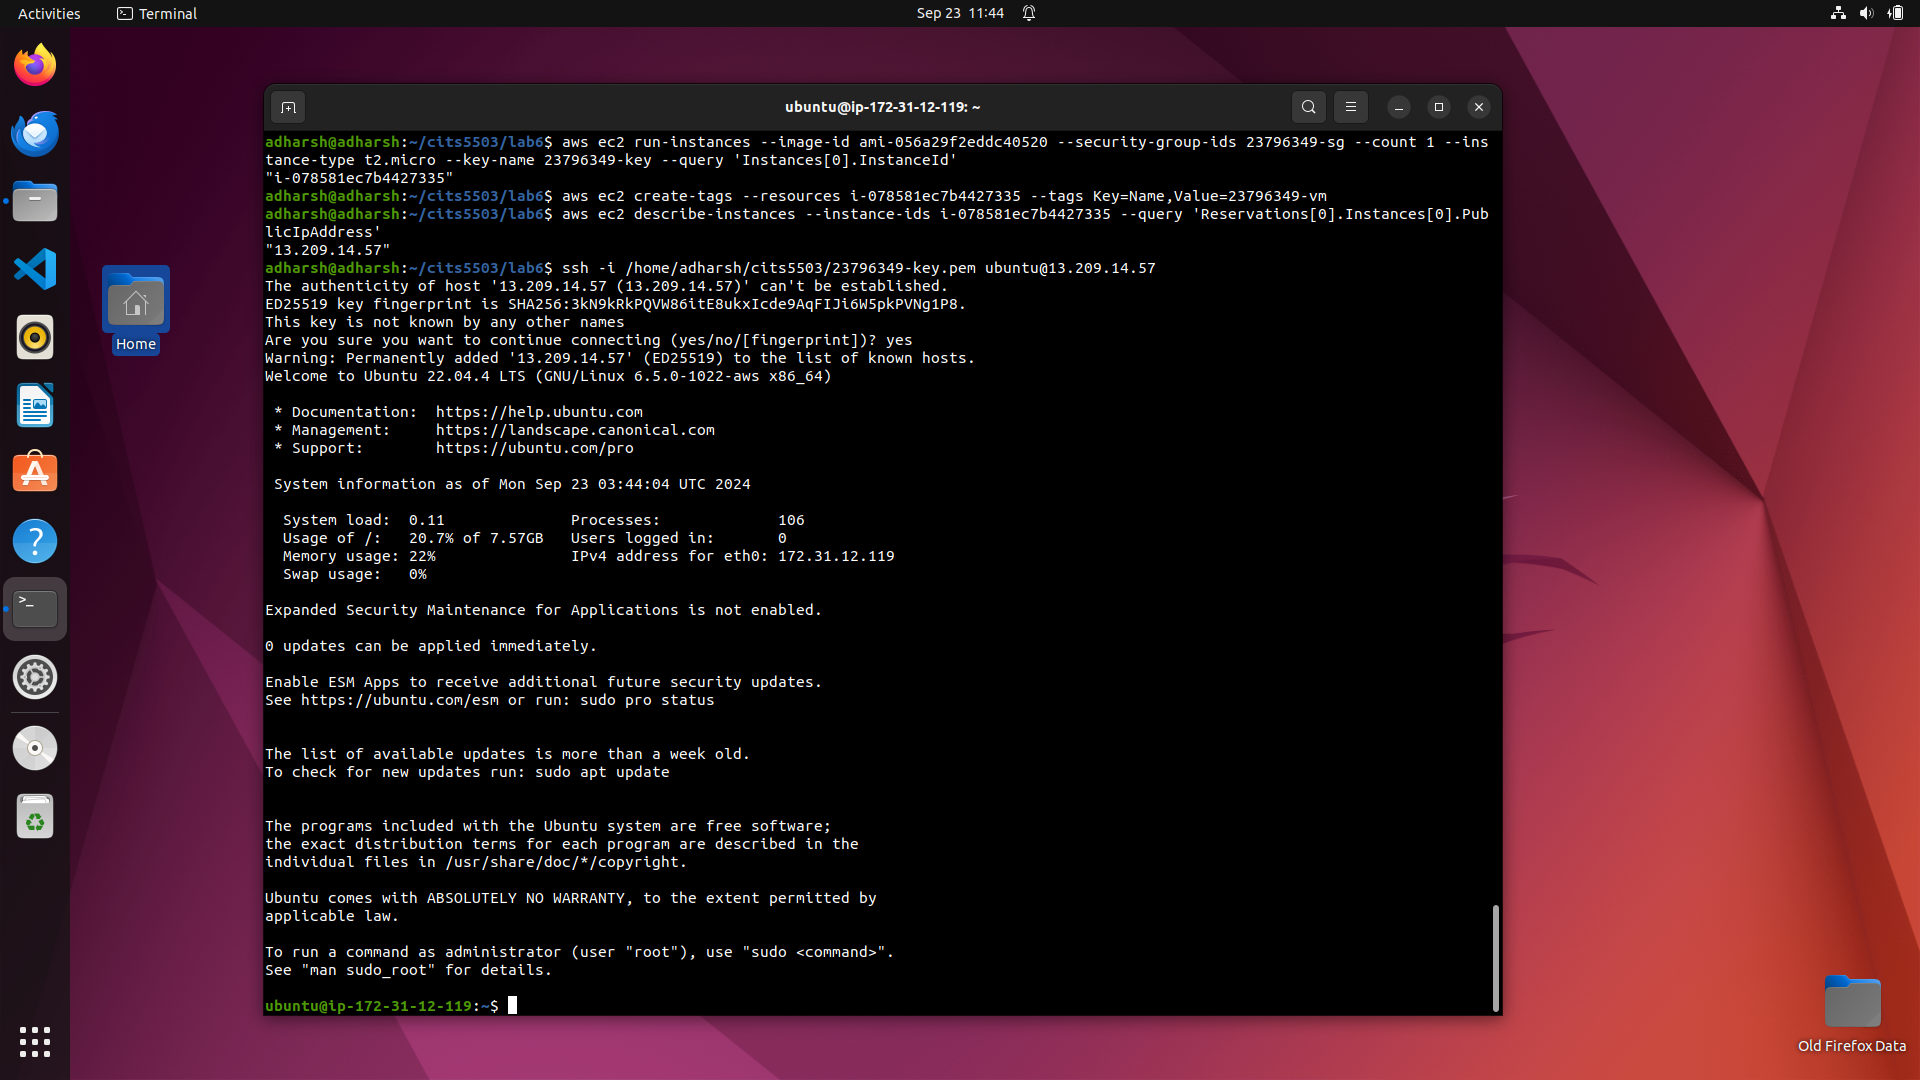 Activities
Terminal
Sep 23 11:44
ubuntu@ip-172-31-12-119: ~
adharsh@adharsh:~/cits5503/lab6$ aws ec2 run-instances --image-id ami-056a29f2eddc40520 --security-group-ids 23796349-sg --count 1 --ins
tance-type t2.micro --key-name 23796349-key --query 'Instances[0].InstanceId'
"i-078581ec7b4427335"
adharsh@adharsh:~/cits5503/lab6$ aws ec2 create-tags --resources i-078581ec7b4427335 --tags Key=Name,Value=23796349-vm
adharsh@adharsh:~/cits5503/lab6$ aws ec2 describe-instances --instance-ids i-078581ec7b4427335 --query 'Reservations[0].Instances[0].Pub
licIpAddress'
"13.209.14.57"
adharsh@adharsh:~/cits5503/lab6$ ssh -i /home/adharsh/cits5503/23796349-key.pem ubuntu@13.209.14.57
The authenticity of host '13.209.14.57 (13.209.14.57)' can't be established.
ED25519 key fingerprint is SHA256:3kN9kRkPQVW86itE8ukxIcde9AqFIJi6W5pkPVNg1P8.
This key is not known by any other names
Are you sure you want to continue connecting (yes/no/[fingerprint])? yes
Warning: Permanently added '13.209.14.57' (ED25519) to the list of known hosts.
Welcome to Ubuntu 22.04.4 LTS (GNU/Linux 6.5.0-1022-aws x86_64)
* Documentation:  https://help.ubuntu.com
* Management:     https://landscape.canonical.com
* Support:        https://ubuntu.com/pro
System information as of Mon Sep 23 03:44:04 UTC 2024
System load:  0.11              Processes:             106
Usage of /:   20.7% of 7.57GB   Users logged in:       0
Memory usage: 22%               IPv4 address for eth0: 172.31.12.119
Swap usage:   0%
Expanded Security Maintenance for Applications is not enabled.
0 updates can be applied immediately.
Enable ESM Apps to receive additional future security updates.
See https://ubuntu.com/esm or run: sudo pro status
The list of available updates is more than a week old.
To check for new updates run: sudo apt update
The programs included with the Ubuntu system are free software;
the exact distribution terms for each program are described in the
individual files in /usr/share/doc/*/copyright.
Ubuntu comes with ABSOLUTELY NO WARRANTY, to the extent permitted by
applicable law.
To run a command as administrator (user "root"), use "sudo <command>".
See "man sudo_root" for details.
ubuntu@ip-172-31-12-119:~$
Home
Old Firefox Data